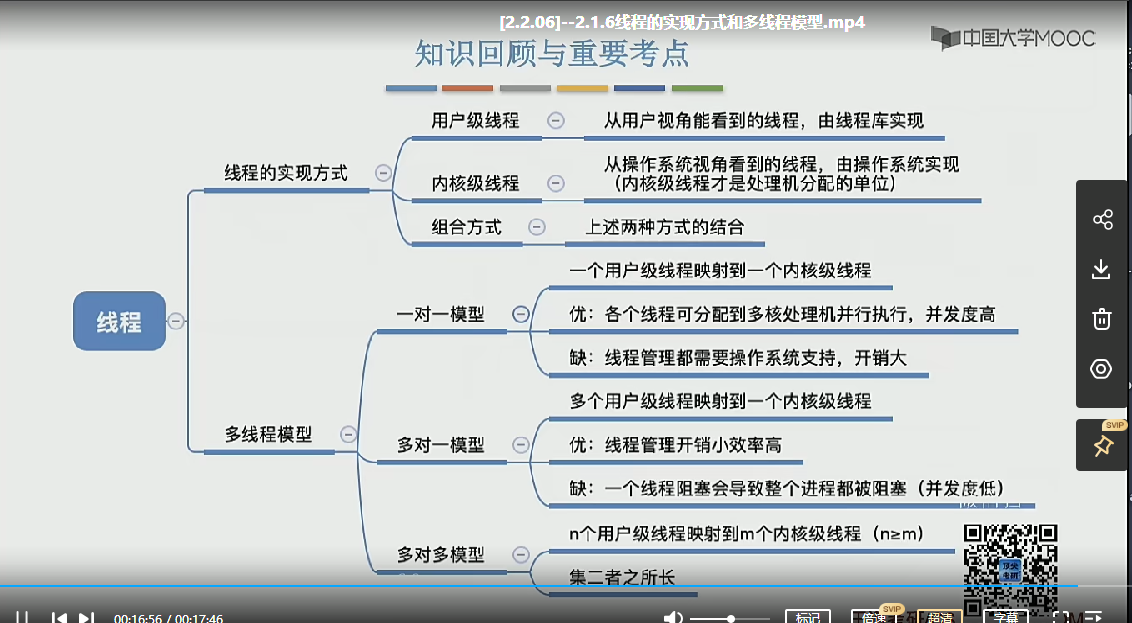 [2.2.06]--2.1.6线程的实现方式和多线程模型.mp4
中国大学MOOC
知识回顾与重要考点
线程
线程的实现方式
用户级线程
从用户视角能看到的线程，由线程库实现
内核级线程
从操作系统视角看到的线程，由操作系统实现
（内核级线程才是处理机分配的单位）
组合方式
上述两种方式的结合
多线程模型
一对一模型
一个用户级线程映射到一个内核级线程
优：各个线程可分配到多核处理机并行执行，并发度高
缺：线程管理都需要操作系统支持，开销大
多对一模型
多个用户级线程映射到一个内核级线程
优：线程管理开销小效率高
缺：一个线程阻塞会导致整个进程都被阻塞（并发度低）
多对多模型
n个用户级线程映射到m个内核级线程（n≥m）
集二者之所长
SVIP
00:16:56 / 00:17:46
标记
倍速
SVIP
超清
字幕